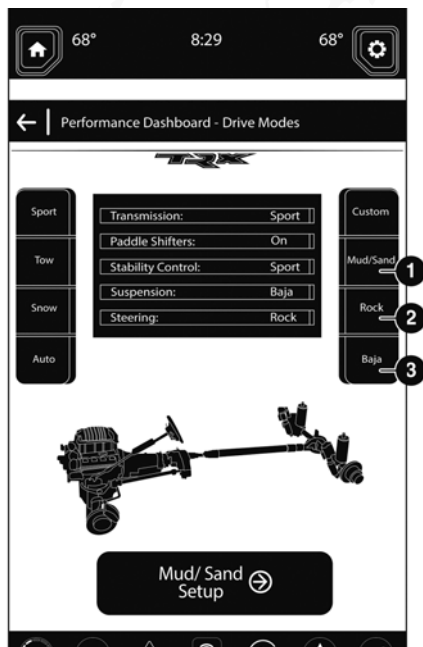 68° 8:29 68°
Performance Dashboard - Drive Modes
TRX
Sport
Tow
Snow
Auto
Transmission: Sport
Paddle Shifters: On
Stability Control: Sport
Suspension: Baja
Steering: Rock
Custom
Mud/Sand
1
Rock
2
Baja
3
Mud/ Sand
Setup